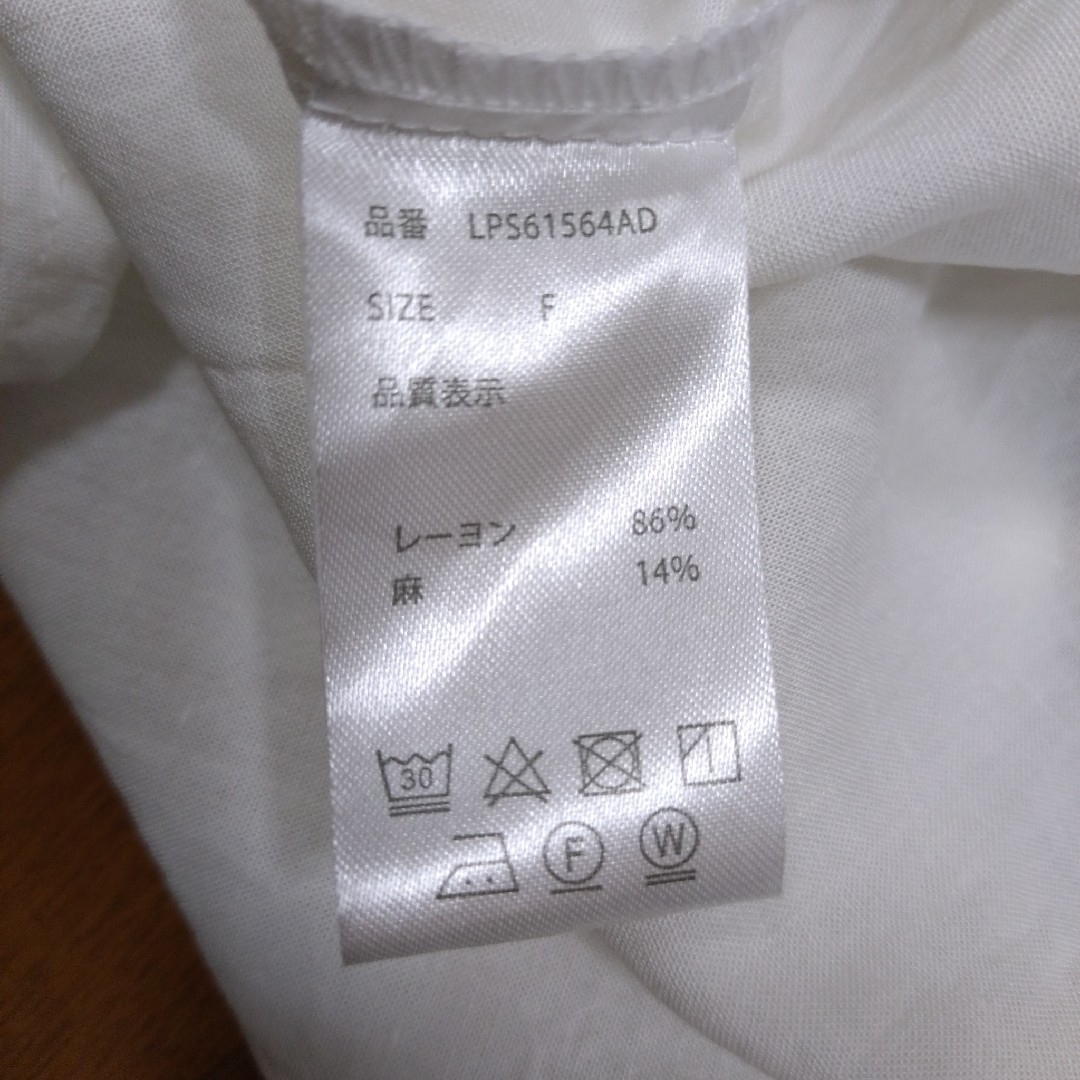 品番 LPS61564AD
SIZE F
品質表示
レーヨン 86%
麻 14%
30
F W